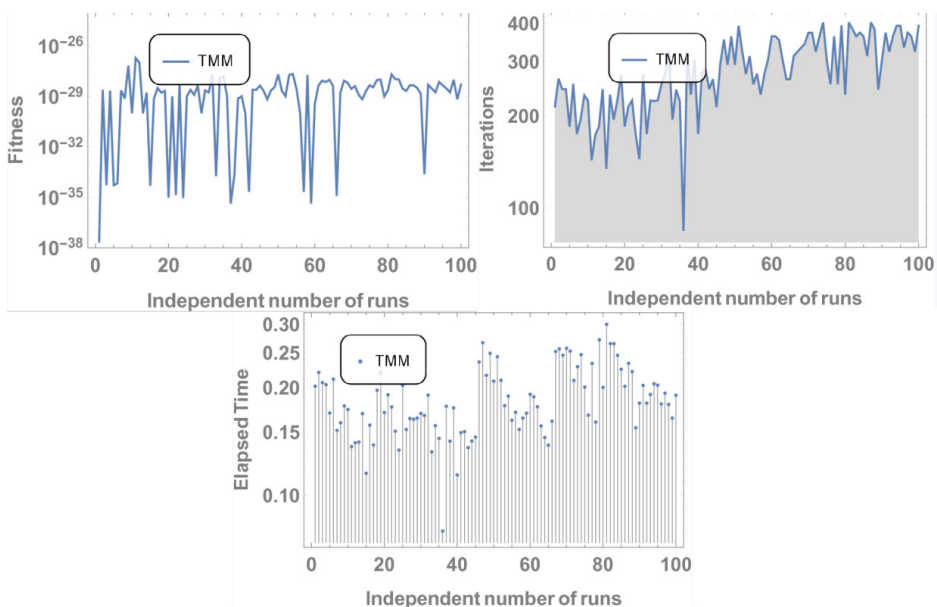 Fitness
10⁻²⁶
10⁻²⁹
10⁻³²
10⁻³⁵
10⁻³⁸
TMM
0 20 40 60 80 100
Independent number of runs
Iterations
400
300
200
100
TMM
0 20 40 60 80 100
Independent number of runs
Elapsed Time
0.30
0.25
0.20
0.15
0.10
TMM
0 20 40 60 80 100
Independent number of runs